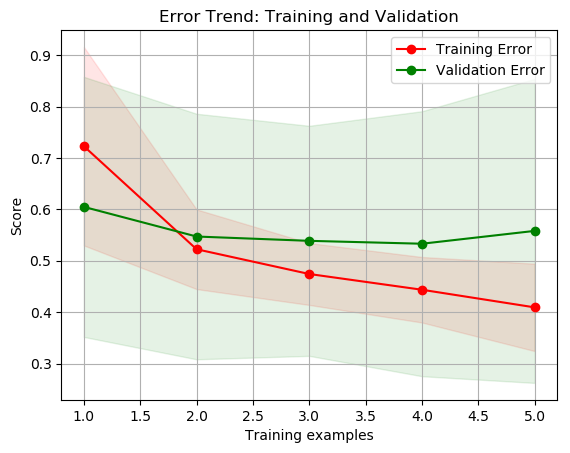 Error Trend: Training and Validation
Training Error
Validation Error
Score
0.9
0.8
0.7
0.6
0.5
0.4
0.3
1.0 1.5 2.0 2.5 3.0 3.5 4.0 4.5 5.0
Training examples